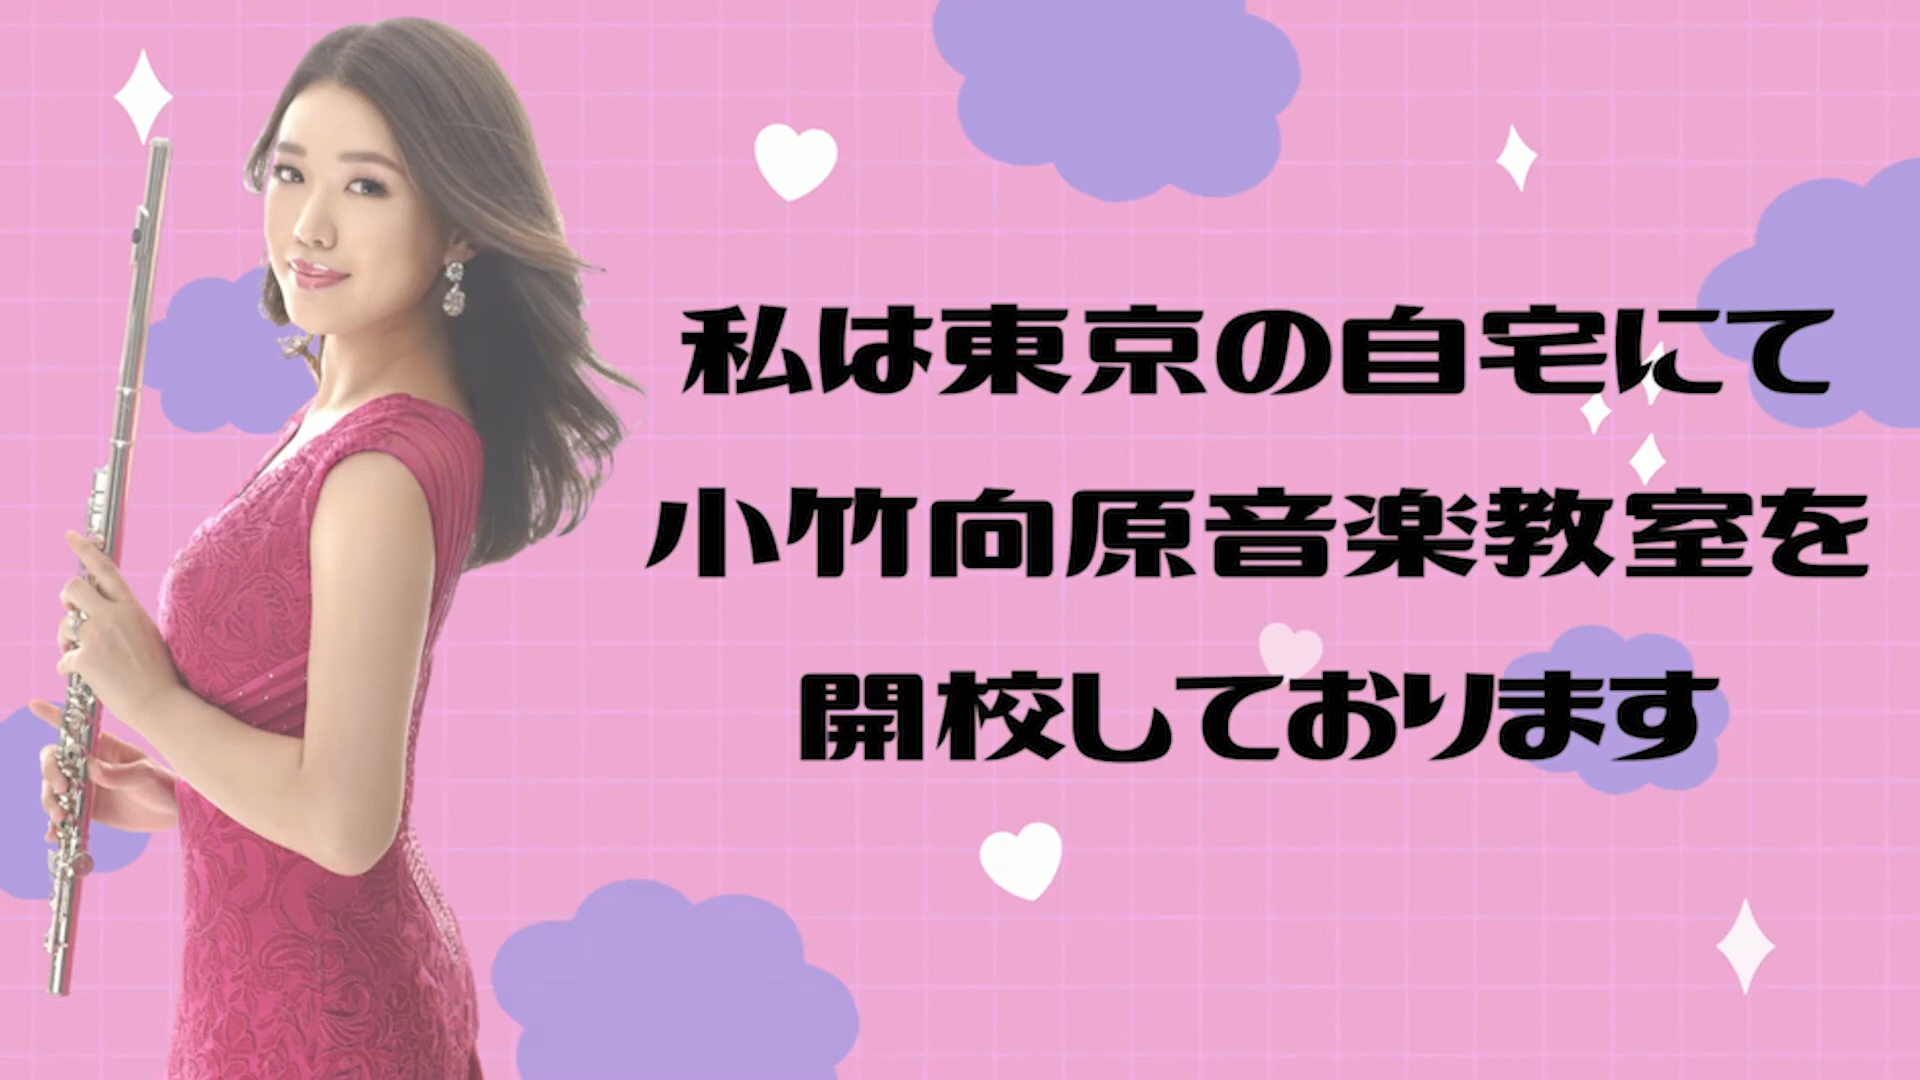 私は東京の自宅にて
小竹向原音楽教室を
開校しております